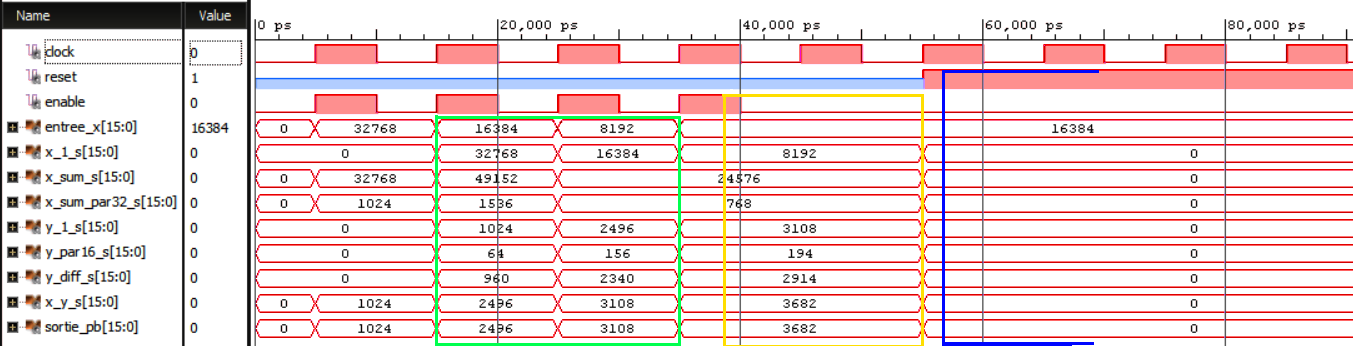 Name Value 0 ps 20,000 ps 40,000 ps 60,000 ps 80,000 ps
clock 0
reset 1
enable 0
entree_x[15:0] 16384 0 32768 16384 8192 16384
x_1_s[15:0] 0 0 32768 16384 8192 0
x_sum_s[15:0] 0 0 32768 49152 24576 0
x_sum_par32_s[15:0] 0 0 1024 1536 768 0
y_1_s[15:0] 0 0 1024 2496 3108 0
y_par16_s[15:0] 0 0 64 156 194 0
y_diff_s[15:0] 0 0 960 2340 2914 0
x_y_s[15:0] 0 0 1024 2496 3108 3682 0
sortie_pb[15:0] 0 0 1024 2496 3108 3682 0